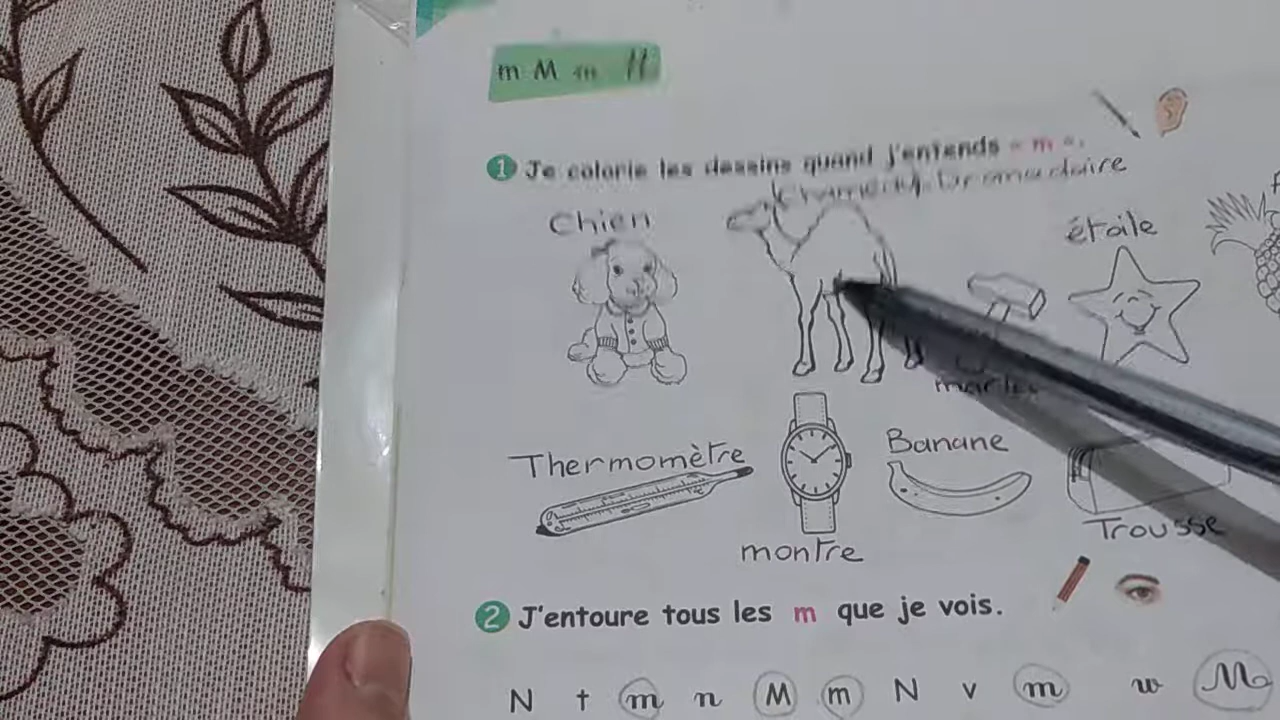 m M m M
1 Je colorie les dessins quand j'entends « m ».
dromadaire
Chien
étoile
Thermomètre
Banane
montre
Trousse
2 J'entoure tous les m que je vois.
N t m n M m N v m w M